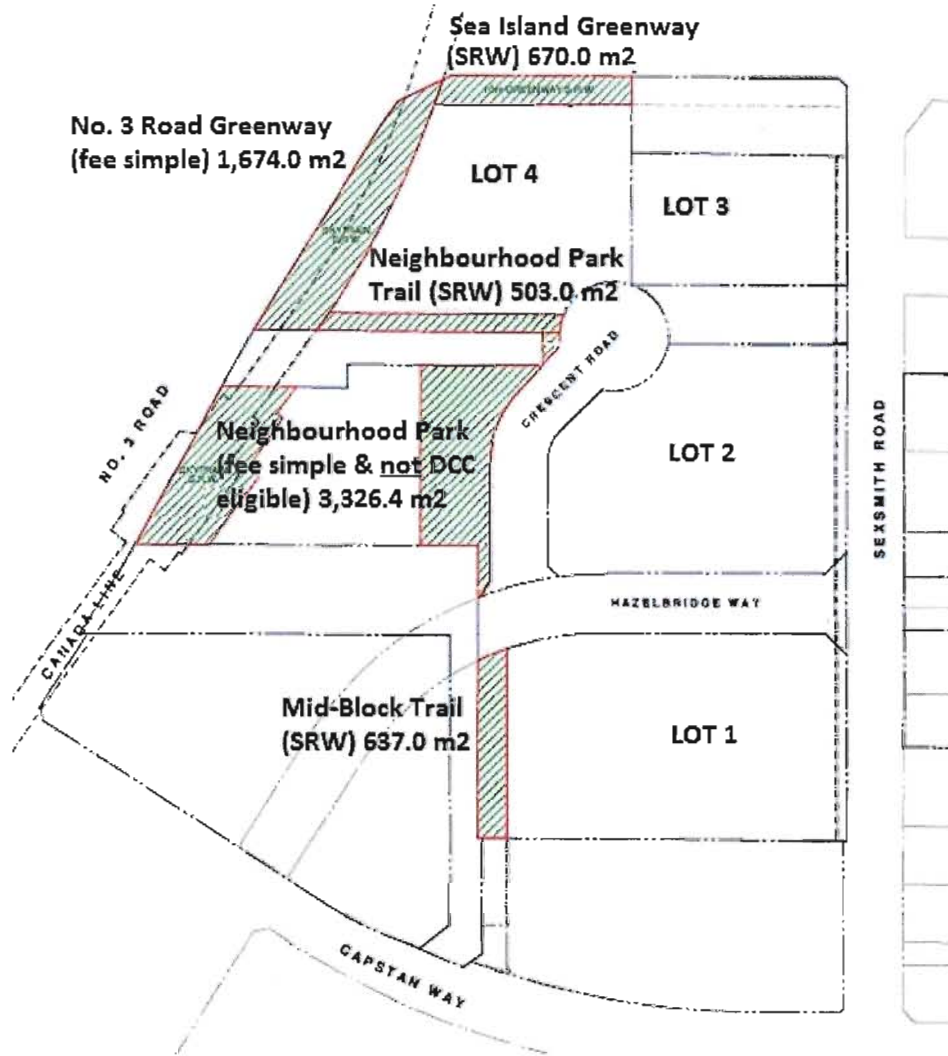 Sea Island Greenway
(SRW) 670.0 m2
No. 3 Road Greenway
(fee simple) 1,674.0 m2
LOT 4
LOT 3
Neighbourhood Park
Trail (SRW) 503.0 m2
CRESCENT ROAD
NO. 3 ROAD
Neighbourhood Park
(fee simple & not DCC
eligible) 3,326.4 m2
LOT 2
SEXSMITH ROAD
CANADA LINE
HAZELBRIDGE WAY
Mid-Block Trail
(SRW) 637.0 m2
LOT 1
CAPSTAN WAY